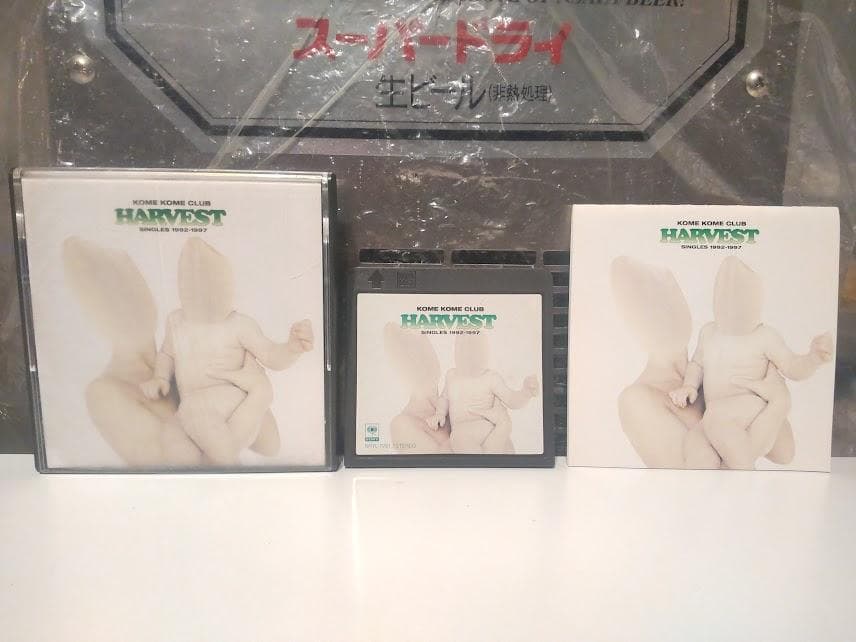 スーパードライ
生ビール(非熱処理)
KOME KOME CLUB
HARVEST
SINGLES 1992-1997
KOME KOME CLUB
HARVEST
SINGLES 1992-1997
KOME KOME CLUB
HARVEST
SINGLES 1992-1997